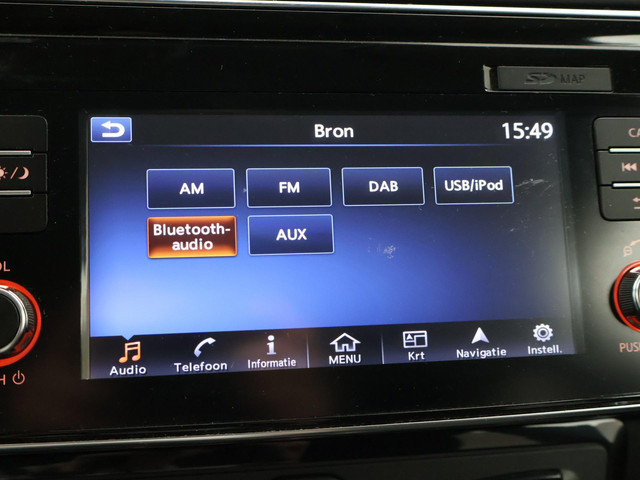 SD MAP
Bron
15:49
AM
FM
DAB
USB/iPod
Bluetooth-
audio
AUX
Audio
Telefoon
Informatie
MENU
Krt
Navigatie
Instell.